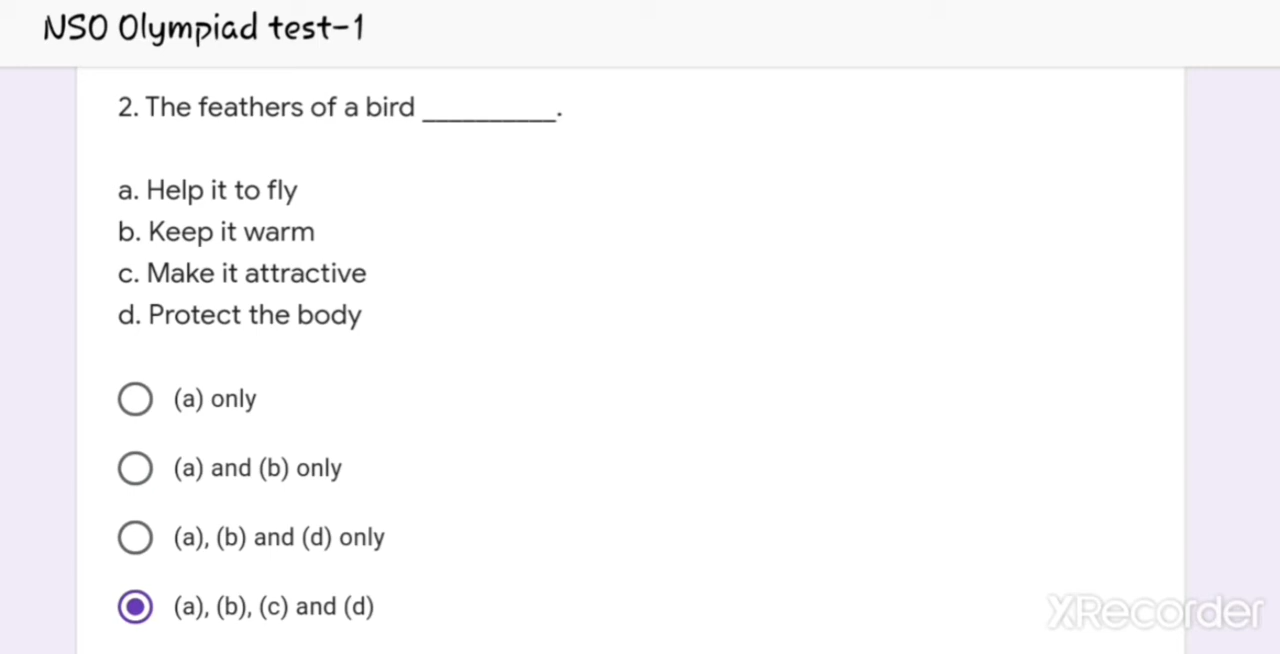 NSO Olympiad test-1
2. The feathers of a bird __________.
a. Help it to fly
b. Keep it warm
c. Make it attractive
d. Protect the body
(a) only
(a) and (b) only
(a), (b) and (d) only
(a), (b), (c) and (d)
XRecorder